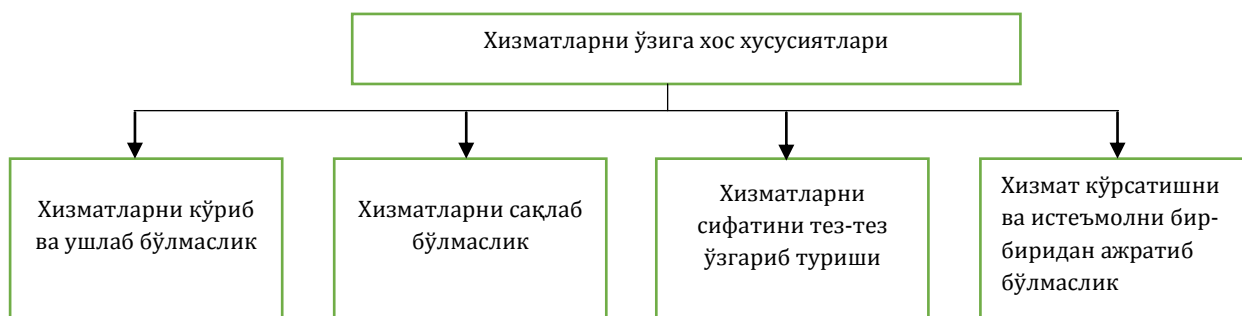 Хизматларни ўзига хос хусусиятлари
Хизматларни кўриб
ва ушлаб бўлмаслик
Хизматларни сақлаб
бўлмаслик
Хизматларни
сифатини тез-тез
ўзгариб туриши
Хизмат кўрсатишни
ва истеъмолни бир-
биридан ажратиб
бўлмаслик